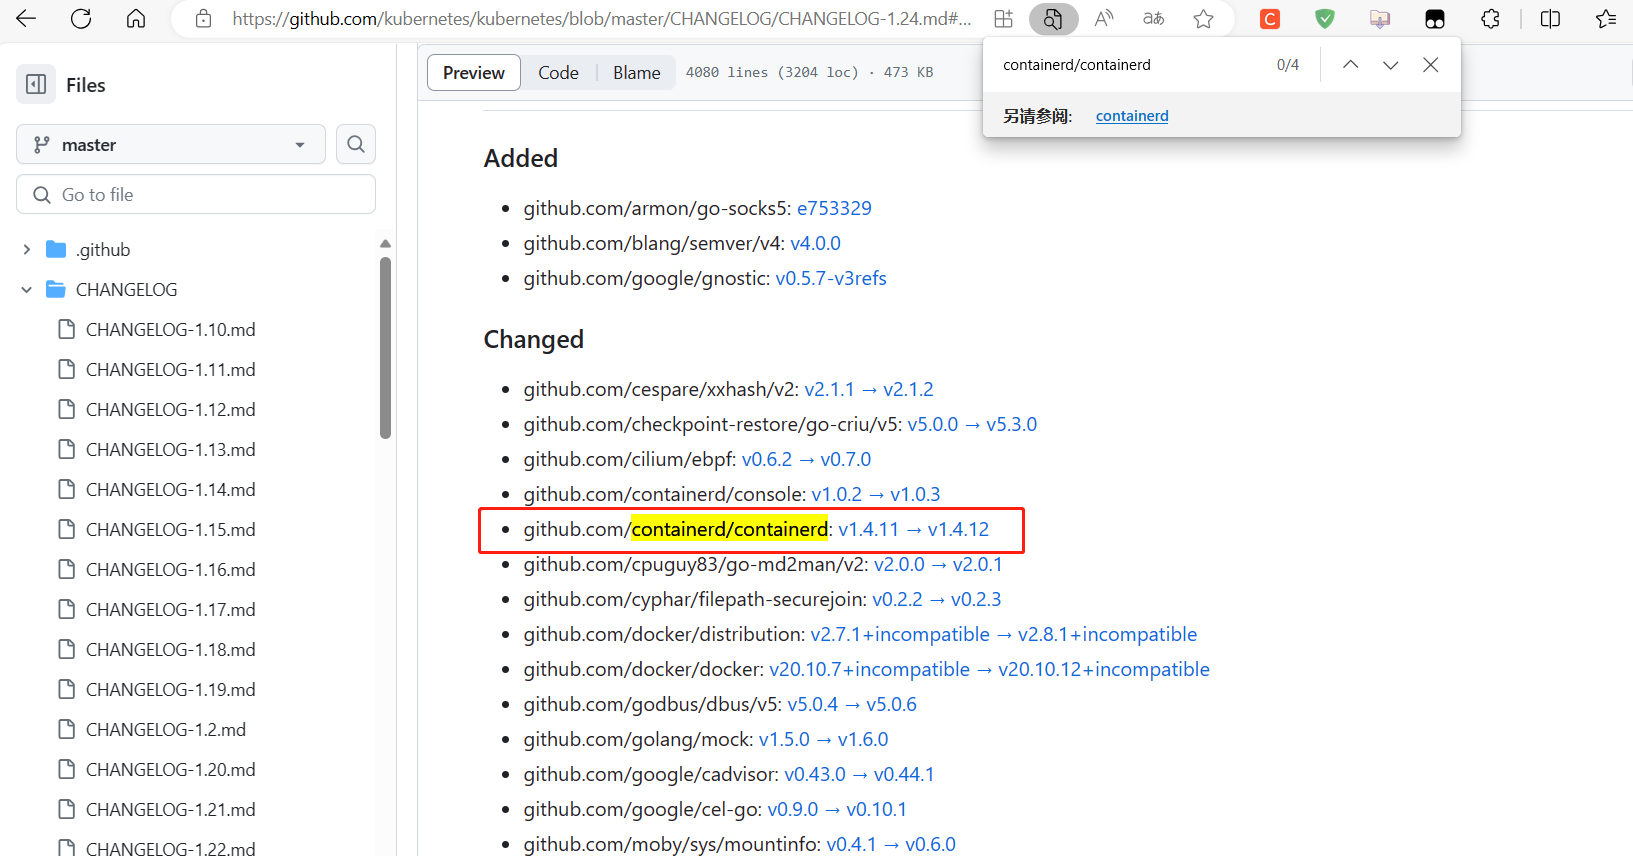 https://github.com/kubernetes/kubernetes/blob/master/CHANGELOG/CHANGELOG-1.24.md#...
containerd/containerd 0/4
另请参阅: containerd
Files
master
Go to file
.github
CHANGELOG
CHANGELOG-1.10.md
CHANGELOG-1.11.md
CHANGELOG-1.12.md
CHANGELOG-1.13.md
CHANGELOG-1.14.md
CHANGELOG-1.15.md
CHANGELOG-1.16.md
CHANGELOG-1.17.md
CHANGELOG-1.18.md
CHANGELOG-1.19.md
CHANGELOG-1.2.md
CHANGELOG-1.20.md
CHANGELOG-1.21.md
CHANGELOG-1.22.md
Preview Code Blame 4080 lines (3204 loc) · 473 KB
Added
• github.com/armon/go-socks5: e753329
• github.com/blang/semver/v4: v4.0.0
• github.com/google/gnostic: v0.5.7-v3refs
Changed
• github.com/cespare/xxhash/v2: v2.1.1 → v2.1.2
• github.com/checkpoint-restore/go-criu/v5: v5.0.0 → v5.3.0
• github.com/cilium/ebpf: v0.6.2 → v0.7.0
• github.com/containerd/console: v1.0.2 → v1.0.3
• github.com/containerd/containerd: v1.4.11 → v1.4.12
• github.com/cpuguy83/go-md2man/v2: v2.0.0 → v2.0.1
• github.com/cyphar/filepath-securejoin: v0.2.2 → v0.2.3
• github.com/docker/distribution: v2.7.1+incompatible → v2.8.1+incompatible
• github.com/docker/docker: v20.10.7+incompatible → v20.10.12+incompatible
• github.com/godbus/dbus/v5: v5.0.4 → v5.0.6
• github.com/golang/mock: v1.5.0 → v1.6.0
• github.com/google/cadvisor: v0.43.0 → v0.44.1
• github.com/google/cel-go: v0.9.0 → v0.10.1
• github.com/moby/sys/mountinfo: v0.4.1 → v0.6.0